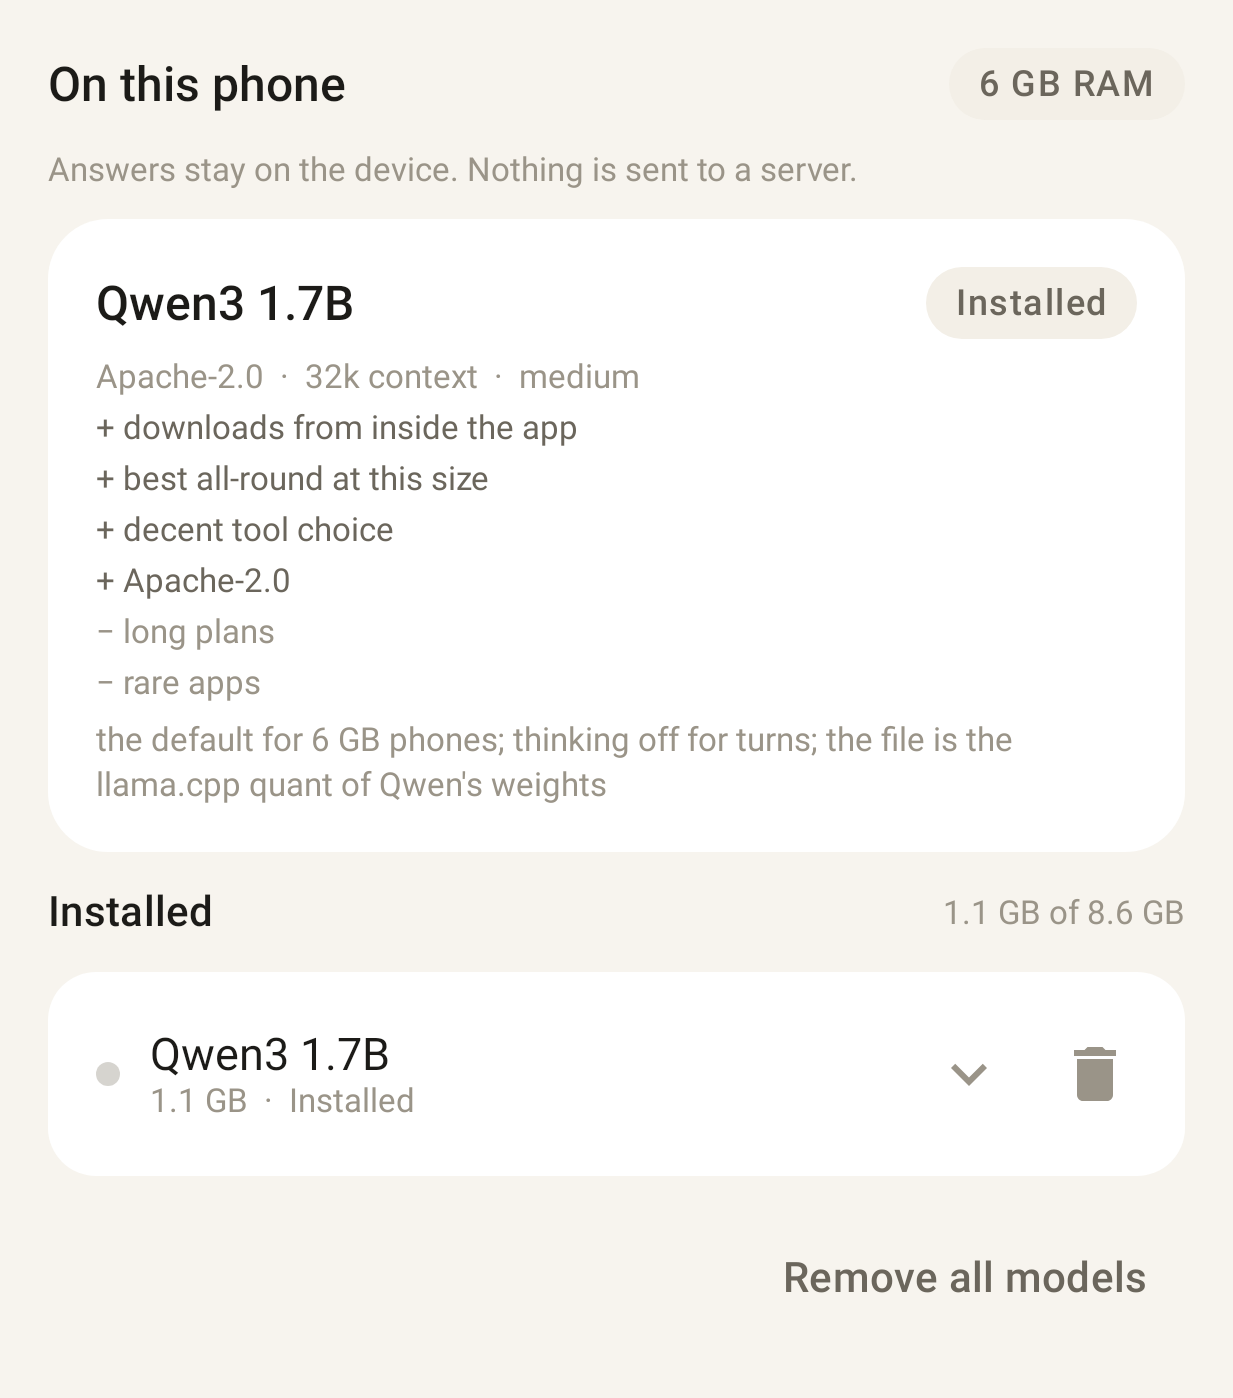 On this phone
6 GB RAM
Answers stay on the device. Nothing is sent to a server.
Qwen3 1.7B
Installed
Apache-2.0 · 32k context · medium
+ downloads from inside the app
+ best all-round at this size
+ decent tool choice
+ Apache-2.0
− long plans
− rare apps
the default for 6 GB phones; thinking off for turns; the file is the
llama.cpp quant of Qwen's weights
Installed
1.1 GB of 8.6 GB
Qwen3 1.7B
1.1 GB · Installed
Remove all models